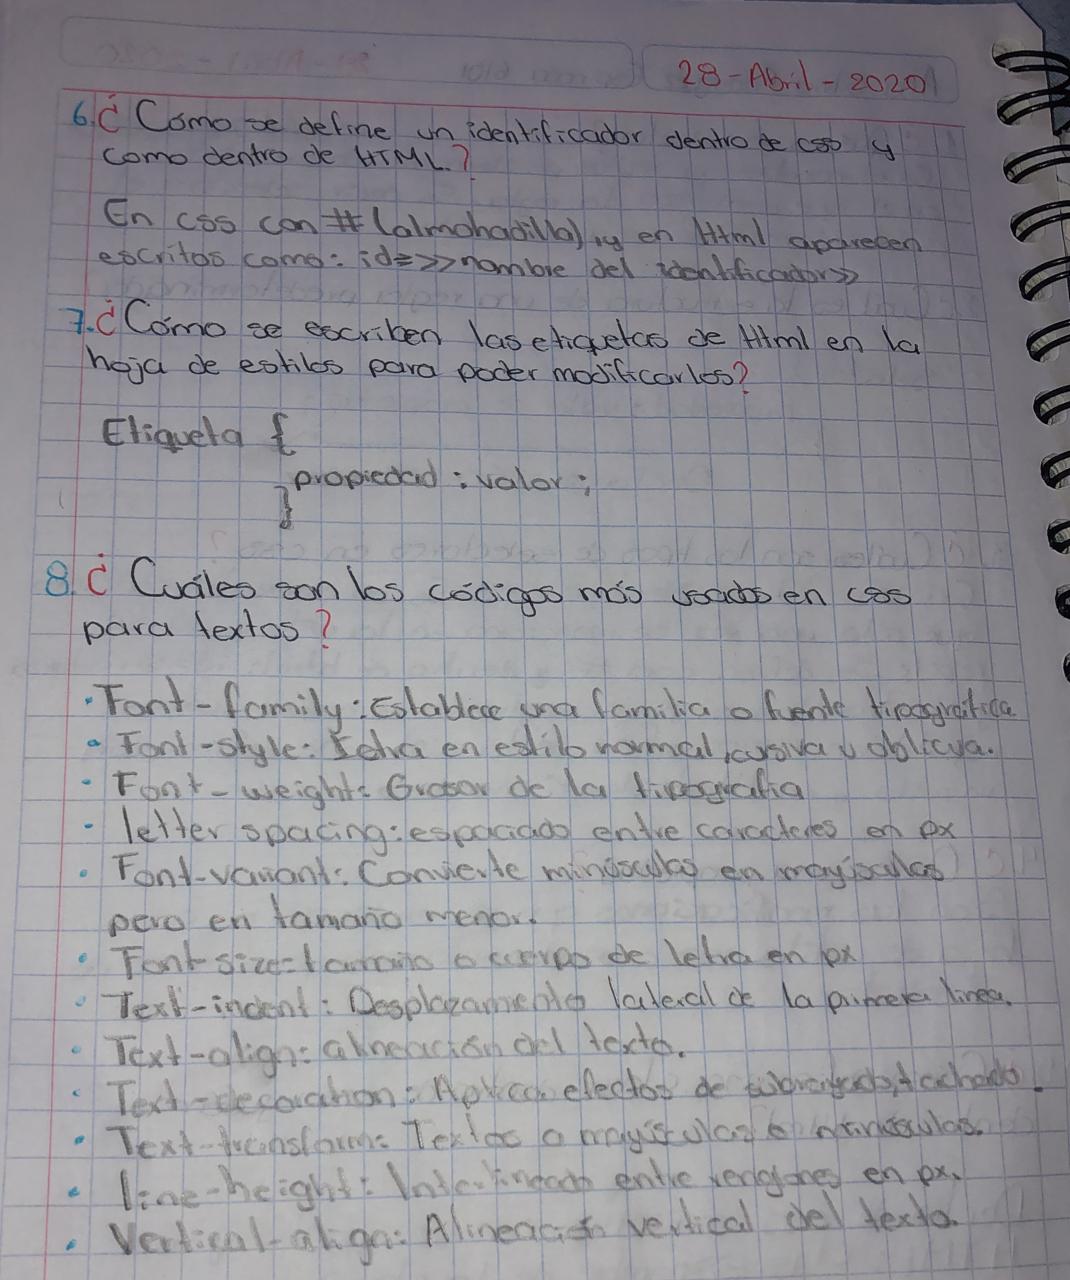 28-Abril-2020
6.¿Cómo se define un identificador dentro de css y
como dentro de HTML.?
En css con # (almohadilla), y en Html aparecen
escritos como: id=>>nombre del identificador>>
7.¿Cómo se escriben las etiquetas de Html en la
hoja de estilos para poder modificarlos?
Etiqueta {
propiedad : valor ;
}
8.¿Cuáles son los códigos más usados en css
para textos?
· Font-family: Establece una familia o fuente tipográfica
· Font-style: Letra en estilo normal, cursiva u oblicua.
· Font-weight: Grosor de la tipografia
· letter spacing: espaciado entre caracteres en px
· Font-variant: Convierte minúsculas en mayúsculas
pero en tamaño menor.
· Font size: tamaño o cuerpo de letra en px
· Text-indent: Desplazamiento lateral de la primera línea.
· Text-align: alineación del texto.
· Text-decoration: Aplica efectos de subrayado, tachado.
· Text-transform: Textos a mayúsculas o minúsculas.
· line-height: Interlineado entre renglones en px.
· Vertical-align: Alineación vertical del texto.